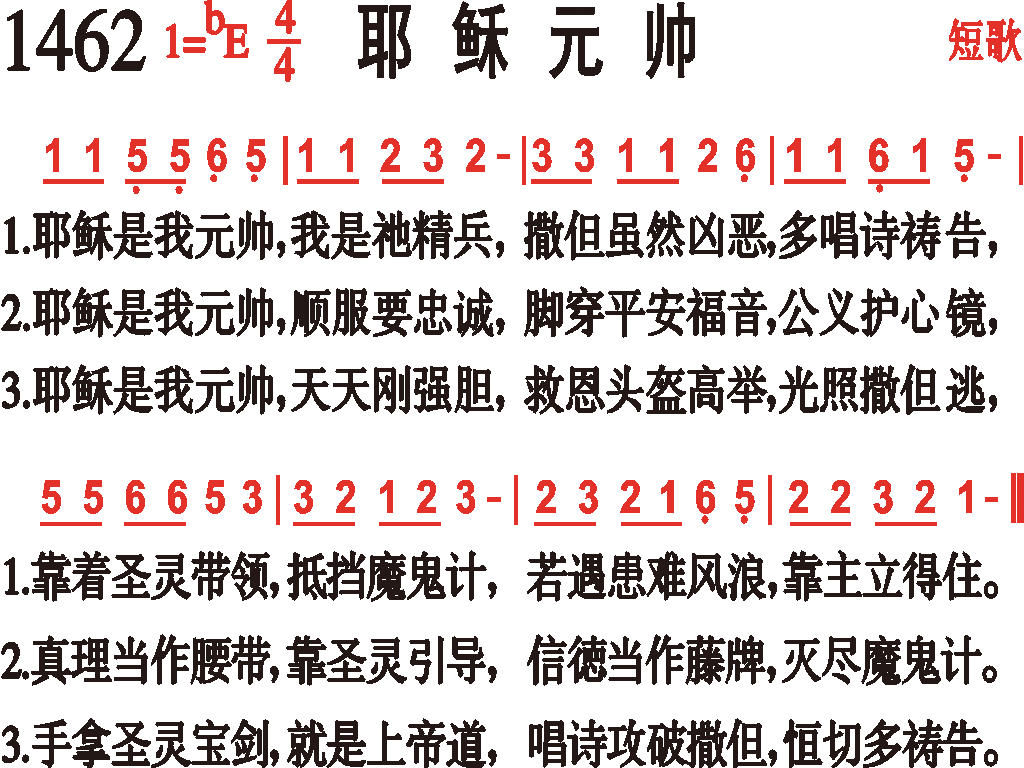 1462 1=bE 4/4 耶稣元帅 短歌
1 1 5 5 6 5 | 1 1 2 3 2 - | 3 3 1 1 2 6 | 1 1 6 1 5 - |
1.耶稣是我元帅,我是祂精兵, 撒但虽然凶恶,多唱诗祷告,
2.耶稣是我元帅,顺服要忠诚, 脚穿平安福音,公义护心镜,
3.耶稣是我元帅,天天刚强胆, 救恩头盔高举,光照撒但逃,
5 5 6 6 5 3 | 3 2 1 2 3 - | 2 3 2 1 6 5 | 2 2 3 2 1 - ‖
1.靠着圣灵带领,抵挡魔鬼计, 若遇患难风浪,靠主立得住。
2.真理当作腰带,靠圣灵引导, 信徳当作藤牌,灭尽魔鬼计。
3.手拿圣灵宝剑,就是上帝道, 唱诗攻破撒但,恒切多祷告。